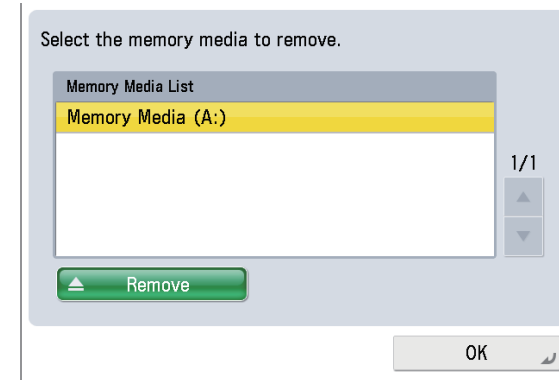 Select the memory media to remove.
Memory Media List
Memory Media (A:)
1/1
Remove
OK